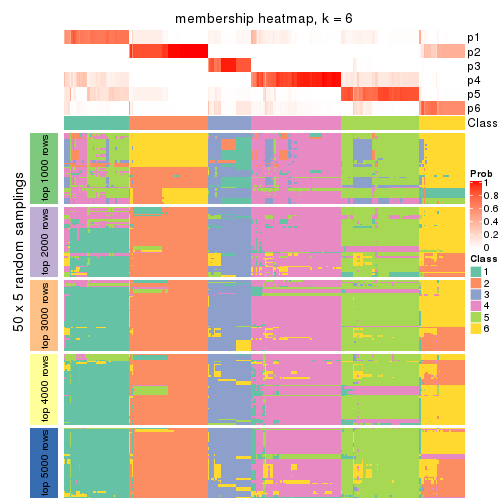 membership heatmap, k = 6
p1
p2
p3
p4
p5
p6
Class
50 x 5 random samplings
top 1000 rows
top 2000 rows
top 3000 rows
top 4000 rows
top 5000 rows
Prob
1
0.8
0.6
0.4
0.2
0
Class
1
2
3
4
5
6